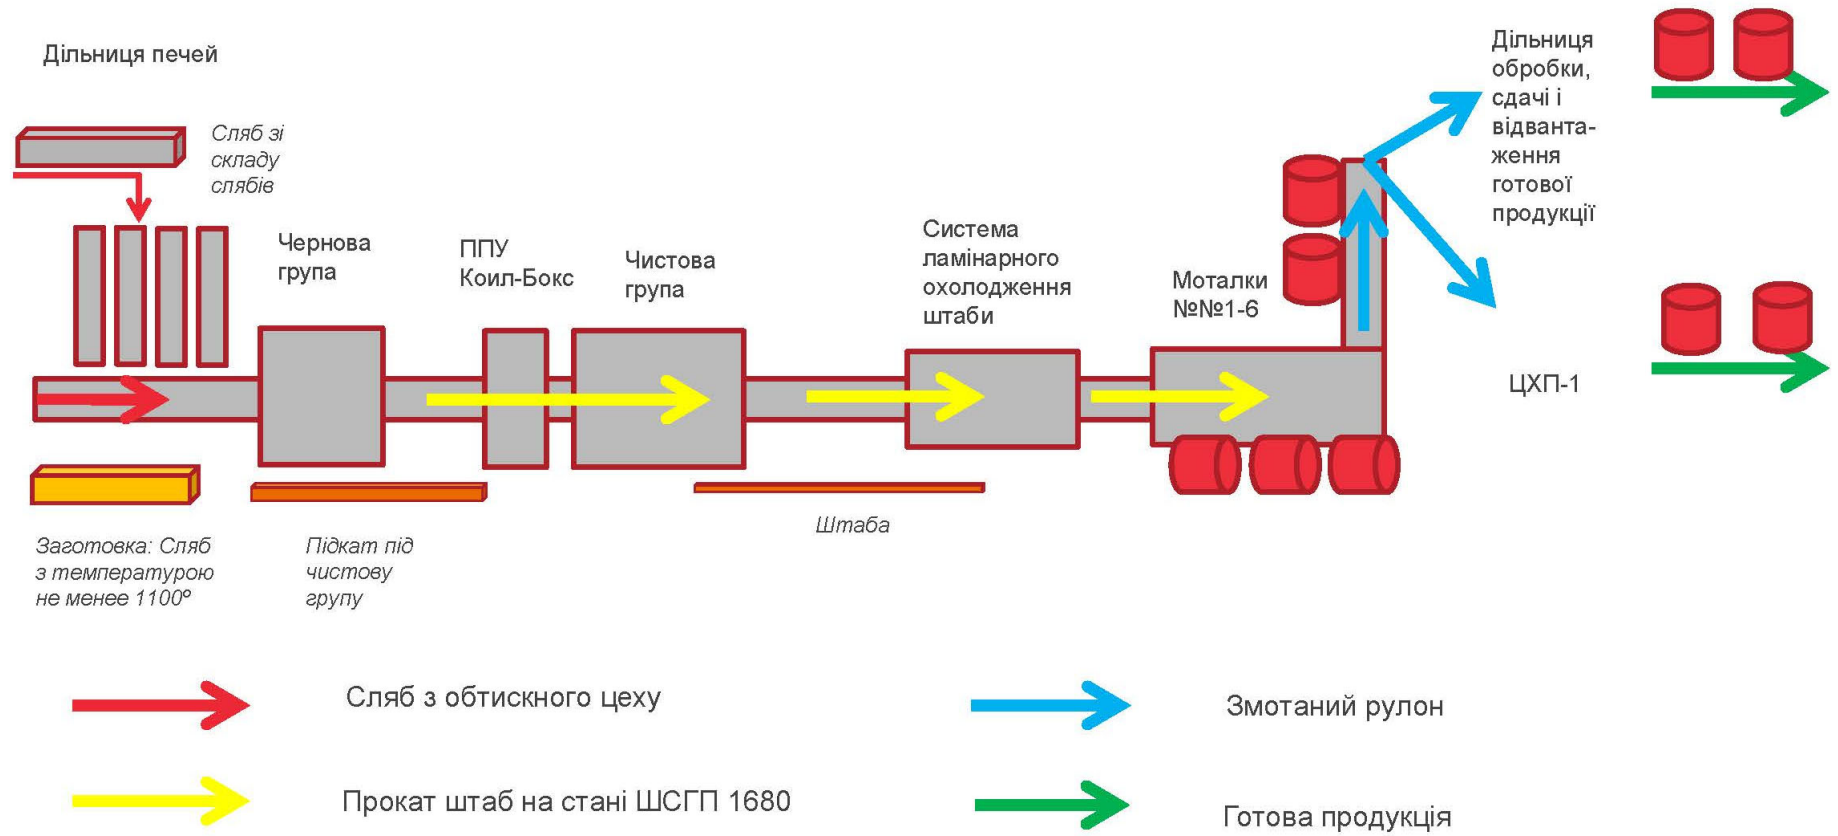 Дільниця печей
Сляб зі
складу
слябів
Чернова
група
ППУ
Коил-Бокс
Чистова
група
Система
ламінарного
охолодження
штаби
Моталки
№№1-6
Дільниця
обробки,
сдачі і
відванта-
ження
готової
продукції
ЦХП-1
Заготовка: Сляб
з температурою
не менее 1100º
Підкат під
чистову
групу
Штаба
Сляб з обтискного цеху
Змотаний рулон
Прокат штаб на стані ШСГП 1680
Готова продукція